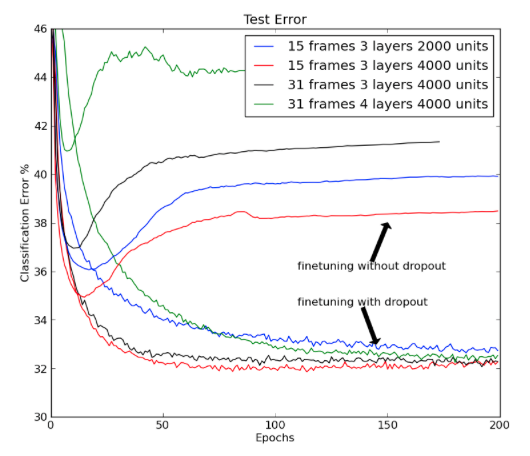 Test Error
46
44
42
40
38
36
34
32
30
Classification Error %
15 frames 3 layers 2000 units
15 frames 3 layers 4000 units
31 frames 3 layers 4000 units
31 frames 4 layers 4000 units
finetuning without dropout
finetuning with dropout
0 50 100 150 200
Epochs